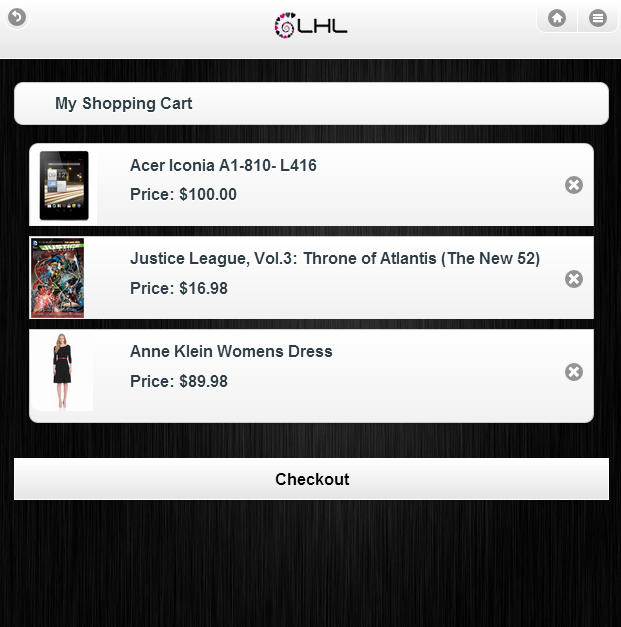 LHL
My Shopping Cart
Acer Iconia A1-810- L416
Price: $100.00
JUSTICE
Justice League, Vol.3: Throne of Atlantis (The New 52)
Price: $16.98
Anne Klein Womens Dress
Price: $89.98
Checkout